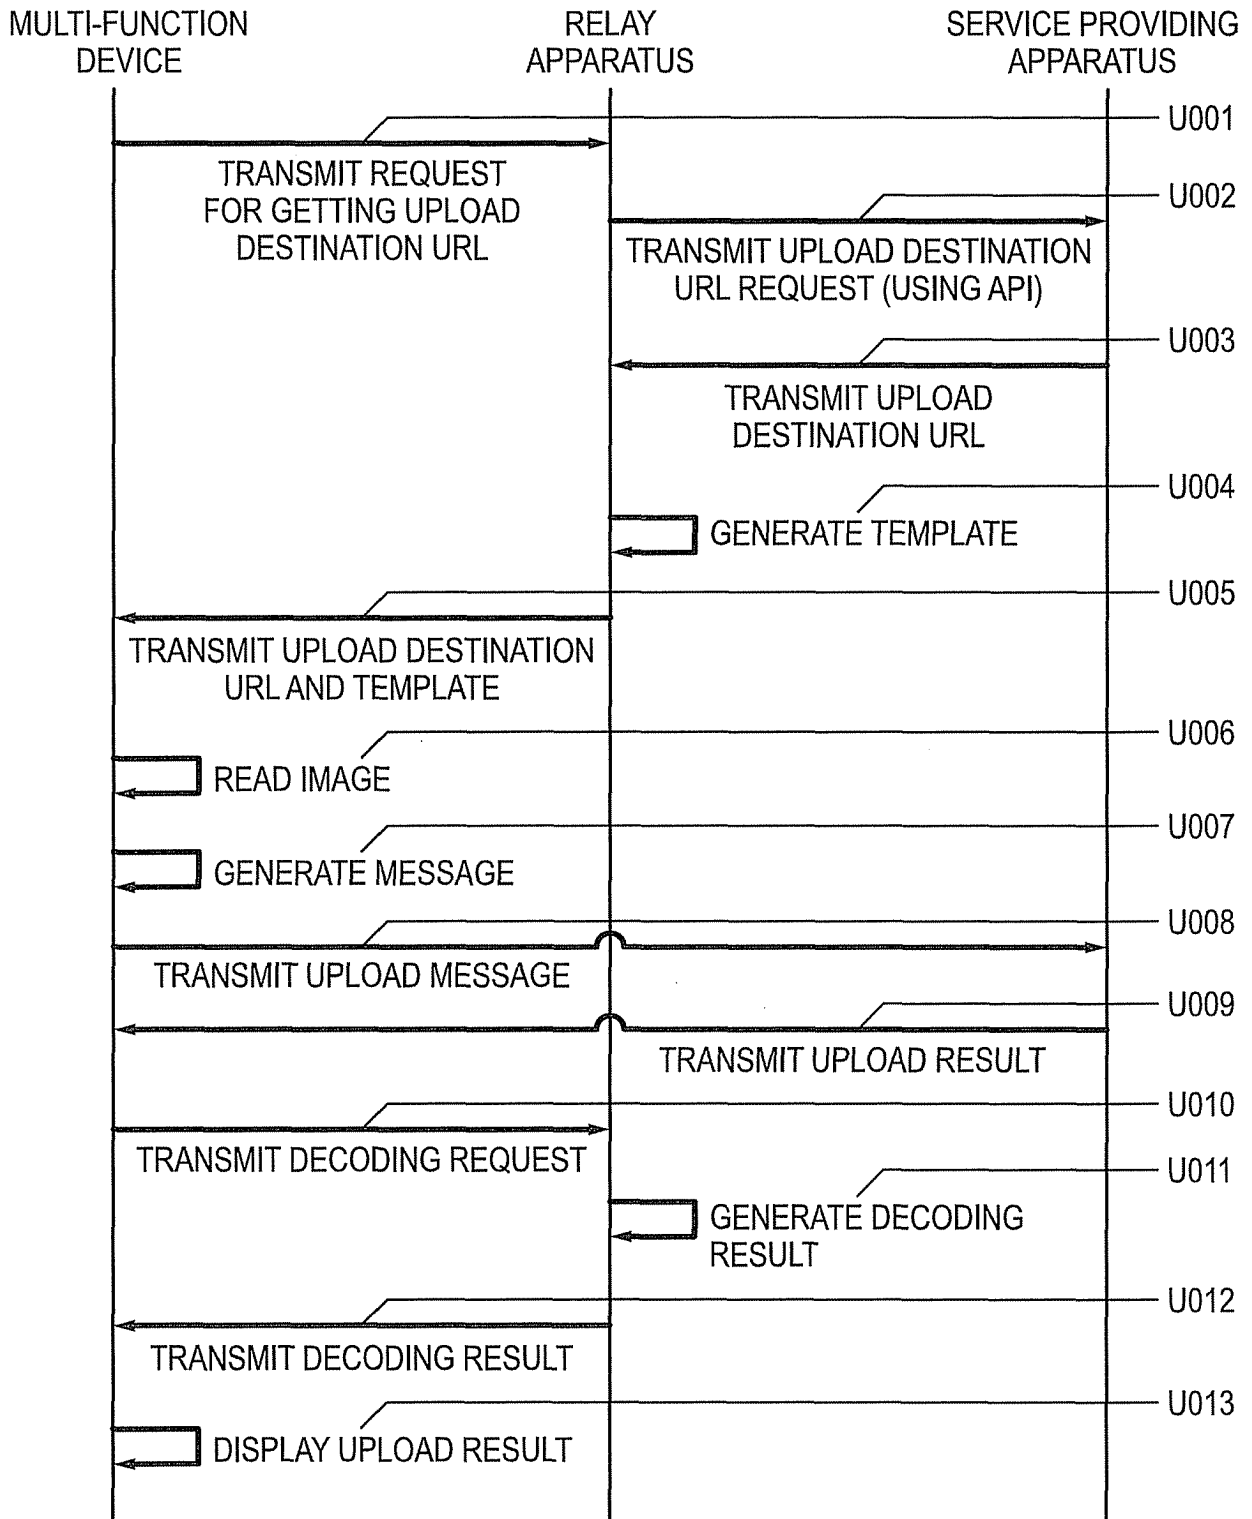 MULTI-FUNCTION
DEVICE
RELAY
APPARATUS
SERVICE PROVIDING
APPARATUS
U001
TRANSMIT REQUEST
FOR GETTING UPLOAD
DESTINATION URL
U002
TRANSMIT UPLOAD DESTINATION
URL REQUEST (USING API)
U003
TRANSMIT UPLOAD
DESTINATION URL
U004
GENERATE TEMPLATE
U005
TRANSMIT UPLOAD DESTINATION
URL AND TEMPLATE
U006
READ IMAGE
U007
GENERATE MESSAGE
U008
TRANSMIT UPLOAD MESSAGE
U009
TRANSMIT UPLOAD RESULT
U010
TRANSMIT DECODING REQUEST
U011
GENERATE DECODING
RESULT
U012
TRANSMIT DECODING RESULT
U013
DISPLAY UPLOAD RESULT